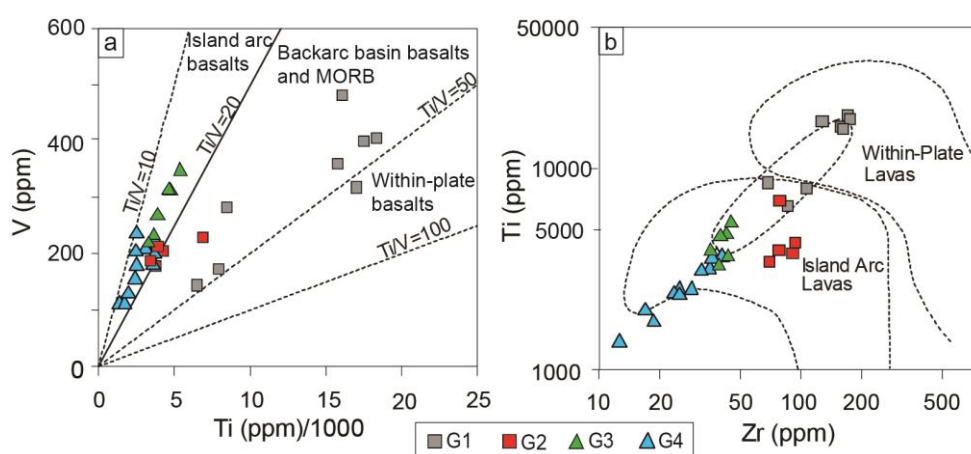 a
600
400
200
0
V (ppm)
Island arc
basalts
Backarc basin basalts
and MORB
Ti/V=10
Ti/V=20
Ti/V=50
Within-plate
basalts
Ti/V=100
0
5
10
15
20
25
Ti (ppm)/1000
b
50000
10000
5000
1000
Ti (ppm)
Within-Plate
Lavas
Island Arc
Lavas
10
20
50
100
200
500
Zr (ppm)
G1
G2
G3
G4